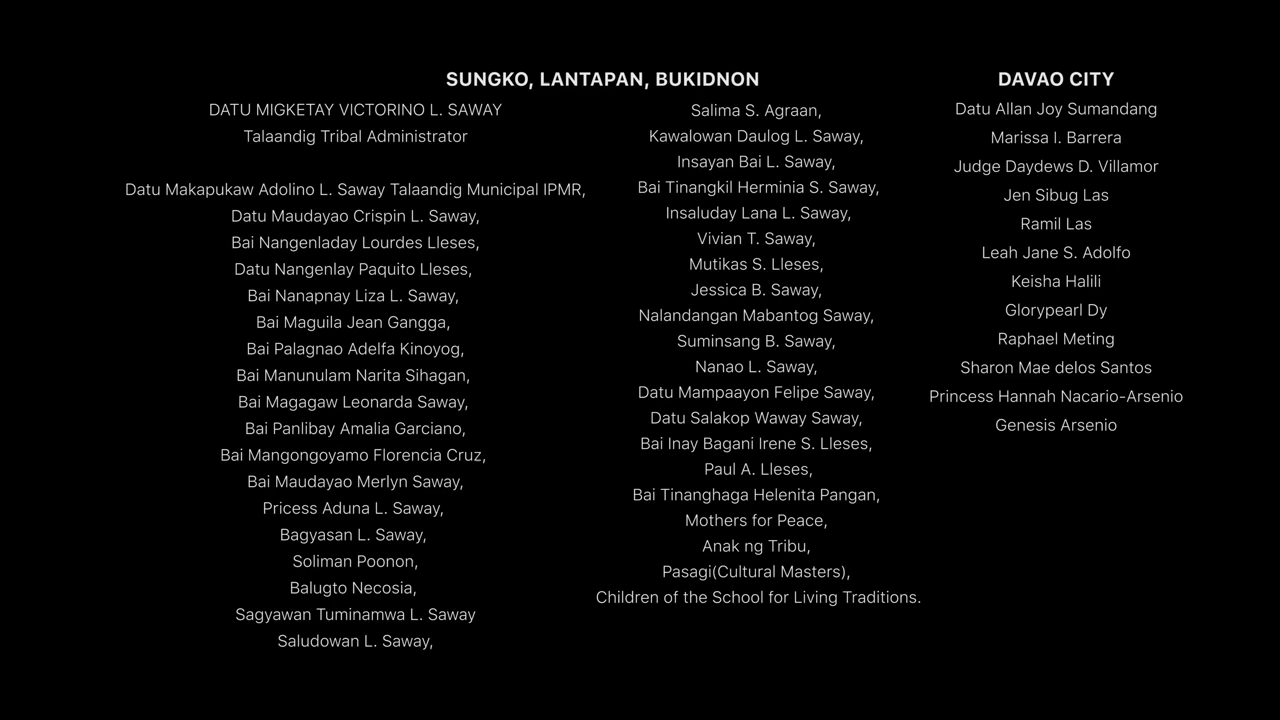 SUNGKO, LANTAPAN, BUKIDNON
DATU MIGKETAY VICTORINO L. SAWAY
Talaandig Tribal Administrator
Datu Makapukaw Adolino L. Saway Talaandig Municipal IPMR,
Datu Maudayao Crispin L. Saway,
Bai Nangenladay Lourdes Lleses,
Datu Nangenlay Paquito Lleses,
Bai Nanapnay Liza L. Saway,
Bai Maguila Jean Gangga,
Bai Palagnao Adelfa Kinoyog,
Bai Manunulam Narita Sihagan,
Bai Magagaw Leonarda Saway,
Bai Panlibay Amalia Garciano,
Bai Mangongoyamo Florencia Cruz,
Bai Maudayao Merlyn Saway,
Pricess Aduna L. Saway,
Bagyasan L. Saway,
Soliman Poonon,
Balugto Necosia,
Sagyawan Tuminamwa L. Saway
Saludowan L. Saway,
Salima S. Agraan,
Kawalowan Daulog L. Saway,
Insayan Bai L. Saway,
Bai Tinangkil Herminia S. Saway,
Insaluday Lana L. Saway,
Vivian T. Saway,
Mutikas S. Lleses,
Jessica B. Saway,
Nalandangan Mabantog Saway,
Suminsang B. Saway,
Nanao L. Saway,
Datu Mampaayon Felipe Saway,
Datu Salakop Waway Saway,
Bai Inay Bagani Irene S. Lleses,
Paul A. Lleses,
Bai Tinanghaga Helenita Pangan,
Mothers for Peace,
Anak ng Tribu,
Pasagi(Cultural Masters),
Children of the School for Living Traditions.
DAVAO CITY
Datu Allan Joy Sumandang
Marissa I. Barrera
Judge Daydews D. Villamor
Jen Sibug Las
Ramil Las
Leah Jane S. Adolfo
Keisha Halili
Glorypearl Dy
Raphael Meting
Sharon Mae delos Santos
Princess Hannah Nacario-Arsenio
Genesis Arsenio